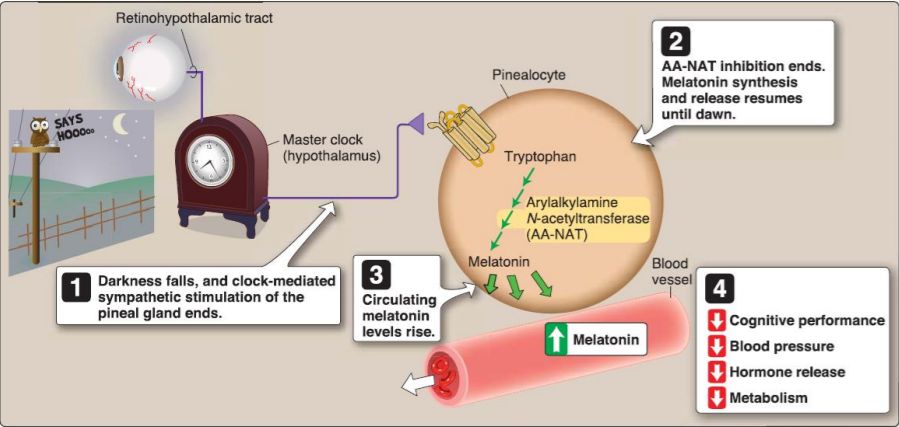 Retinohypothalamic tract
SAYS
HOOOoo
Master clock
(hypothalamus)
1
Darkness falls, and clock-mediated
sympathetic stimulation of the
pineal gland ends.
Pinealocyte
Tryptophan
Arylalkylamine
N-acetyltransferase
(AA-NAT)
Melatonin
2
AA-NAT inhibition ends.
Melatonin synthesis
and release resumes
until dawn.
3
Circulating
melatonin
levels rise.
Blood
vessel
Melatonin
4
Cognitive performance
Blood pressure
Hormone release
Metabolism